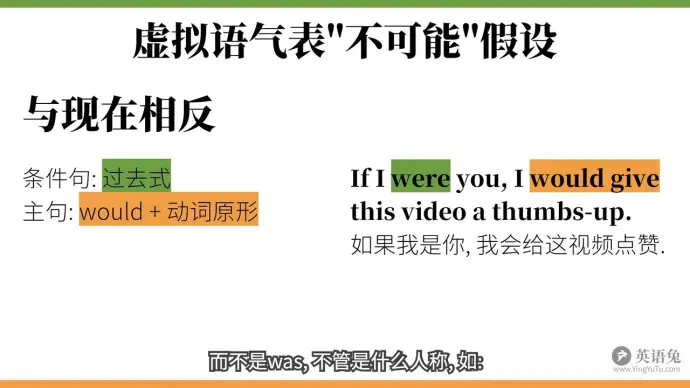 虚拟语气表"不可能"假设
与现在相反
条件句: 过去式
主句: would + 动词原形
If I were you, I would give
this video a thumbs-up.
如果我是你, 我会给这视频点赞.
而不是was, 不管是什么人称, 如:
英语兔
www.YingYuTu.com